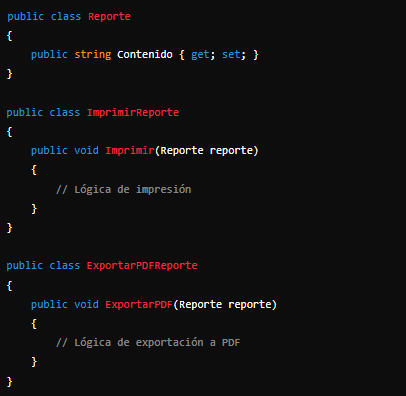 public class Reporte
{
    public string Contenido { get; set; }
}

public class ImprimirReporte
{
    public void Imprimir(Reporte reporte)
    {
        // Lógica de impresión
    }
}

public class ExportarPDFReporte
{
    public void ExportarPDF(Reporte reporte)
    {
        // Lógica de exportación a PDF
    }
}